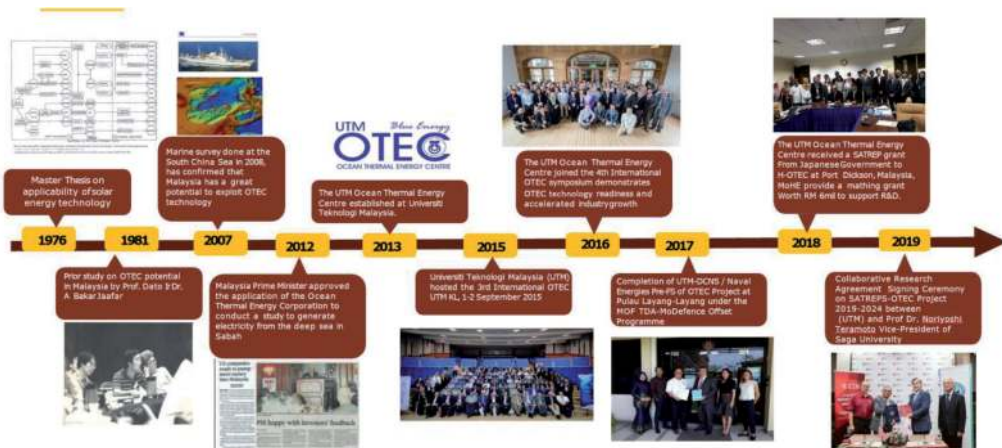 UTM
Blue Energy
OTEC
OCEAN THERMAL ENERGY CENTRE
Master Thesis on
applicability of solar
energy technology
Marine survey done at the
South China Sea in 2008,
has confirmed that
Malaysia has a great
potential to exploit OTEC
technology
The UTM Ocean Thermal Energy
Centre established at Universiti
Teknologi Malaysia.
The UTM Ocean Thermal Energy
Centre joined the 4th International
OTEC symposium demonstrates
OTEC technology readiness and
accelerated industrygrowth
The UTM Ocean Thermal Energy
Centre received a SATREP grant
From Japanese Government to
H-OTEC at Port Dickson, Malaysia,
MoHE provide a mathing grant
Worth RM 6mil to support R&D.
1976
1981
2007
2012
2013
2015
2016
2017
2018
2019
Prior study on OTEC potential
in Malaysia by Prof. Dato Ir Dr.
A Bakar Jaafar
Malaysia Prime Minister approved
the application of the Ocean
Thermal Energy Corporation to
conduct a study to generate
electricity from the deep sea in
Sabah
Universiti Teknologi Malaysia (UTM)
hosted the 3rd International OTEC
UTM KL, 1-2 September 2015
Completion of UTM-DCNS / Naval
Energies Pre-FS of OTEC Project at
Pulau Layang-Layang under the
MOF TDA-MoDefence Offset
Programme
Collaborative Research
Agreement Signing Ceremony
on SATREPS-OTEC Project
2019-2024 between
(UTM) and Prof Dr. Noriyoshi
Teramoto Vice-President of
Saga University
PM happy with investors' feedback